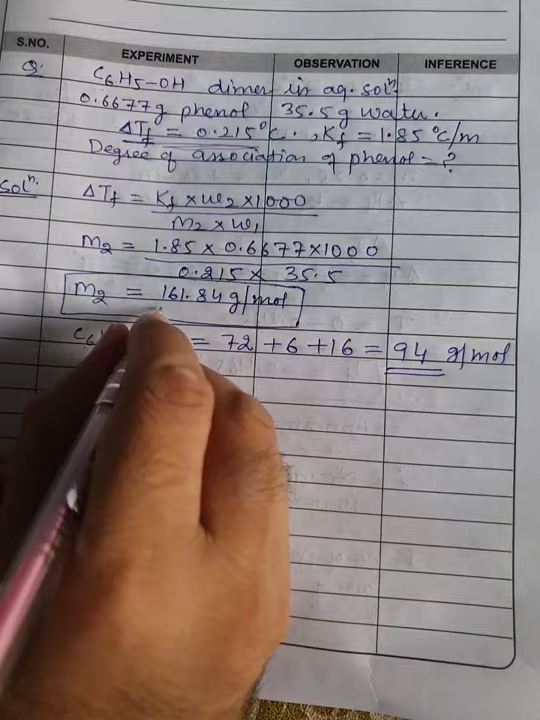 S.NO. EXPERIMENT OBSERVATION INFERENCE
Q. C6H5-OH dimer in aq. solⁿ.
0.6677g phenol 35.5g water.
ΔTf = 0.215°C. , Kf = 1.85 °C/m
Degree of association of phenol = ?
Solⁿ. ΔTf = Kf × w2 × 1000
M2 × w1
M2 = 1.85 × 0.6677 × 1000
0.215 × 35.5
M2 = 161.84 g/mol
= 72 + 6 + 16 = 94 g/mol